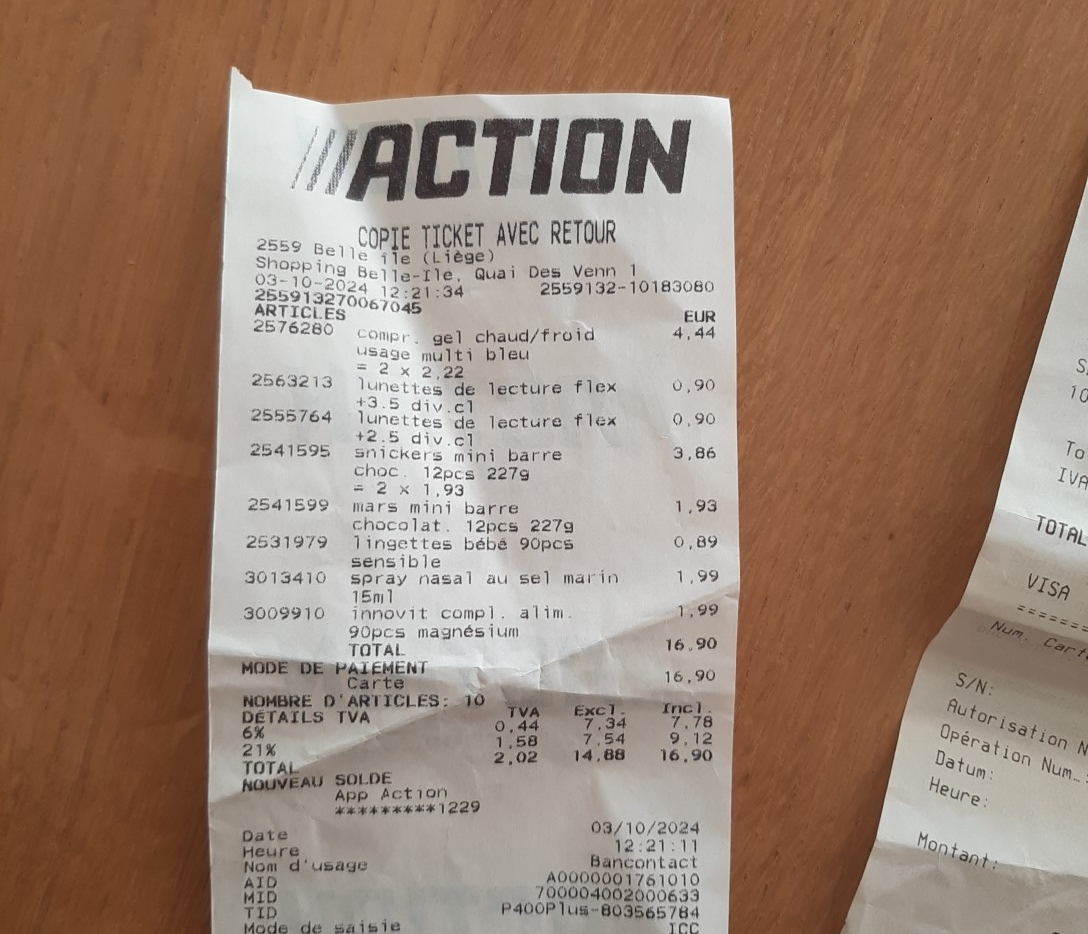 ACTION
COPIE TICKET AVEC RETOUR
2559 Belle île (Liège)
Shopping Belle-Ile, Quai Des Venn 1
03-10-2024 12:21:34 2559132-10183080
255913270067045
ARTICLES EUR
2576280 compr. gel chaud/froid 4,44
usage multi bleu
= 2 x 2,22
2563213 lunettes de lecture flex 0,90
+3.5 div.cl
2555764 lunettes de lecture flex 0,90
+2.5 div.cl
2541595 snickers mini barre 3,86
choc. 12pcs 227g
= 2 x 1,93
2541599 mars mini barre 1,93
chocolat. 12pcs 227g
2531979 lingettes bébé 90pcs 0,89
sensible
3013410 spray nasal au sel marin 1,99
15ml
3009910 innovit compl. alim. 1,99
90pcs magnésium
TOTAL 16,90
MODE DE PAIEMENT
Carte 16,90
NOMBRE D'ARTICLES: 10
DÉTAILS TVA TVA Excl. Incl.
6% 0,44 7,34 7,78
21% 1,58 7,54 9,12
TOTAL 2,02 14,88 16,90
NOUVEAU SOLDE
App Action
*********1229
Date 03/10/2024
Heure 12:21:11
Nom d'usage Bancontact
AID A0000001761010
MID 700004002000633
TID P400Plus-803565784
Mode de saisie ICC
10
To
IVA
TOTAL
VISA
Num. Carte
S/N:
Autorisation N
Opération Num.:
Datum:
Heure:
Montant: